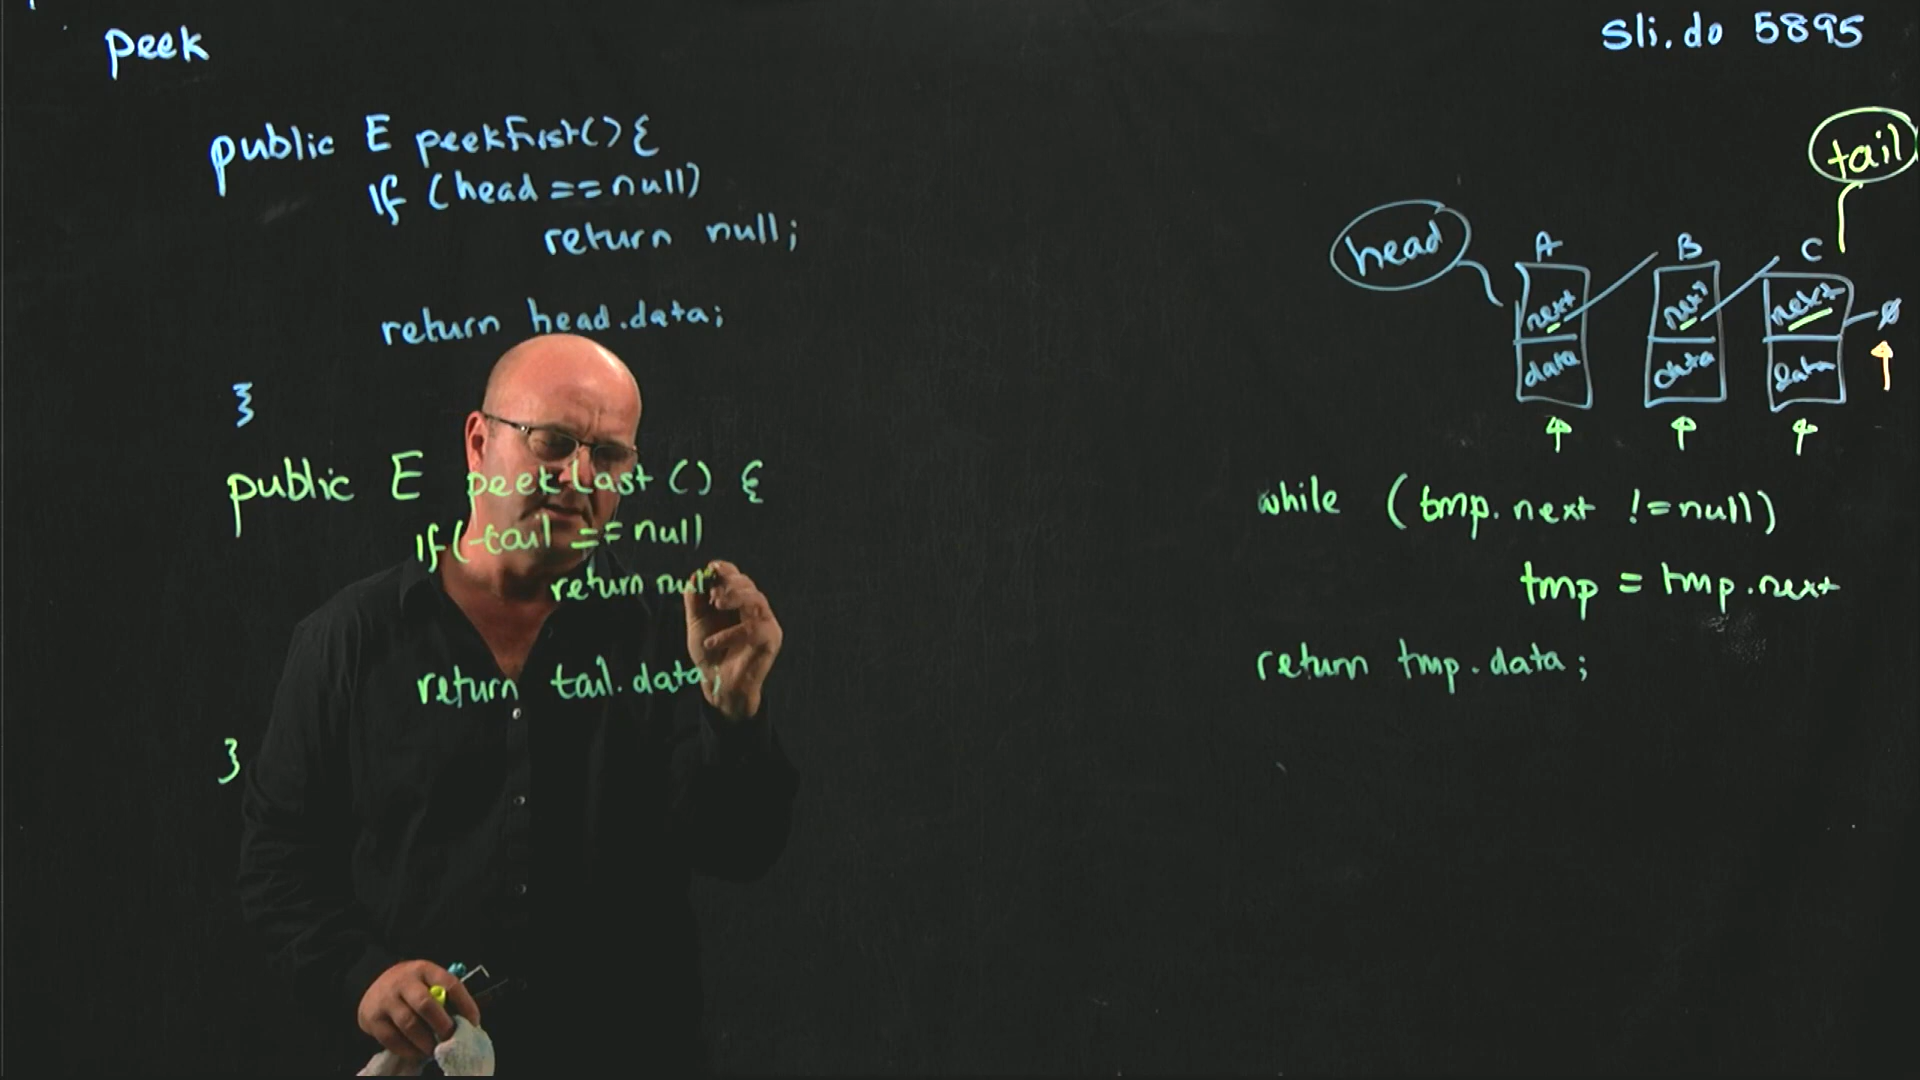 peek
sli.do 5895
public E peekFirst() {
if (head == null)
return null;
return head.data;
}
public E peekLast () {
if (tail == null
return nul
return tail.data;
}
tail
head
A B C
next next next ø
data data data
while (tmp.next != null)
tmp = tmp.next
return tmp.data;